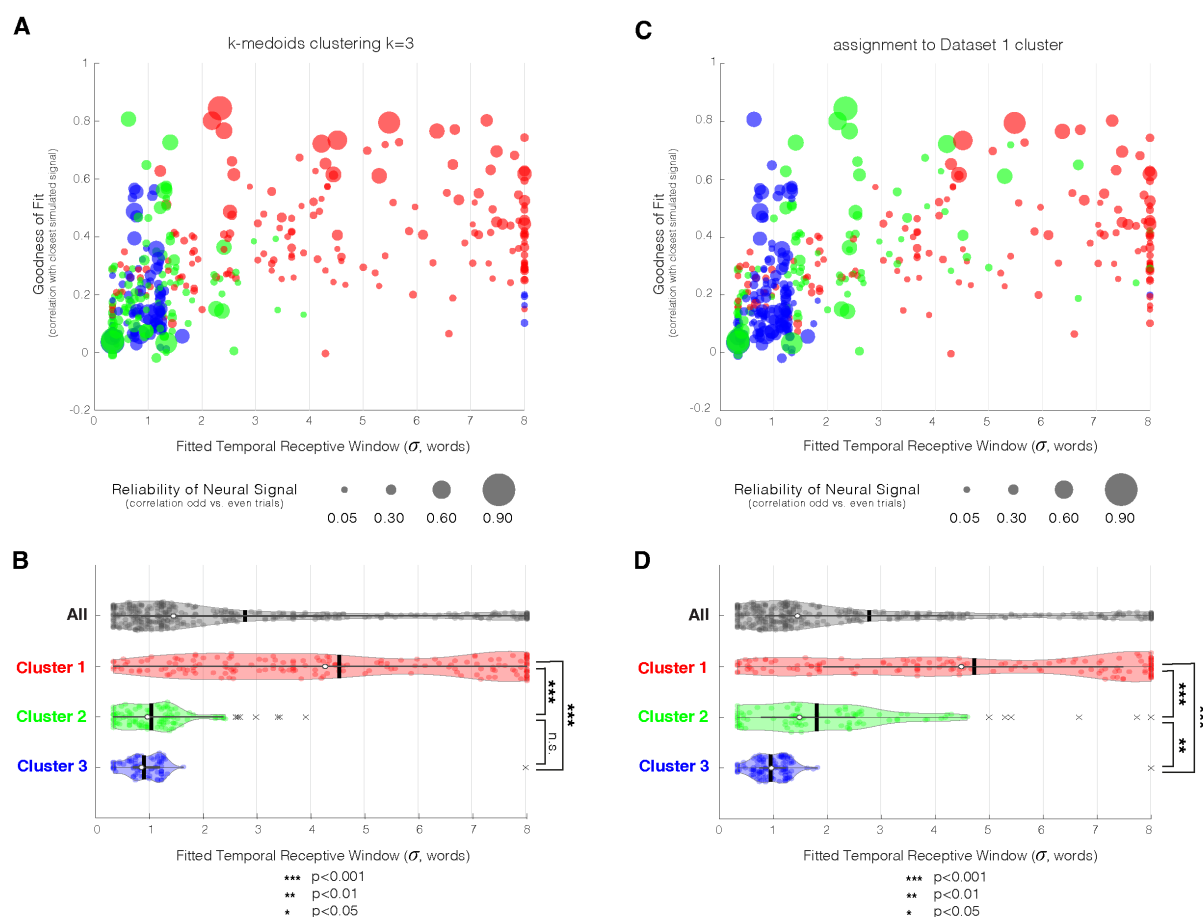 A
k-medoids clustering k=3
Goodness of Fit
(correlation with closest simulated signal)
1
0.8
0.6
0.4
0.2
0
-0.2
0 1 2 3 4 5 6 7 8
Fitted Temporal Receptive Window (σ, words)
Reliability of Neural Signal
(correlation odd vs. even trials)
0.05 0.30 0.60 0.90
C
assignment to Dataset 1 cluster
Goodness of Fit
(correlation with closest simulated signal)
1
0.8
0.6
0.4
0.2
0
-0.2
0 1 2 3 4 5 6 7 8
Fitted Temporal Receptive Window (σ, words)
Reliability of Neural Signal
(correlation odd vs. even trials)
0.05 0.30 0.60 0.90
B
All
Cluster 1
Cluster 2
Cluster 3
***
n.s.
***
0 1 2 3 4 5 6 7 8
Fitted Temporal Receptive Window (σ, words)
*** p<0.001
** p<0.01
* p<0.05
D
All
Cluster 1
Cluster 2
Cluster 3
***
**
***
0 1 2 3 4 5 6 7 8
Fitted Temporal Receptive Window (σ, words)
*** p<0.001
** p<0.01
* p<0.05